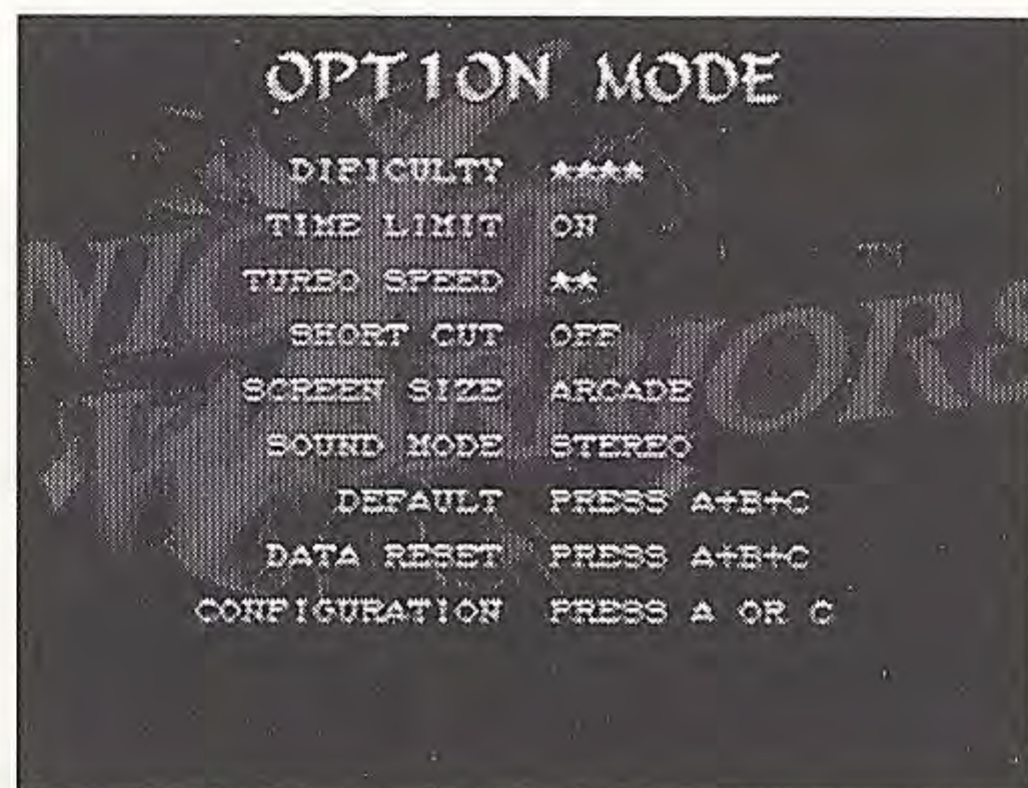 OPTION MODE
DIFICULTY ****
TIME LIMIT ON
TURBO SPEED **
SHORT CUT OFF
SCREEN SIZE ARCADE
SOUND MODE STEREO
DEFAULT PRESS A+B+C
DATA RESET PRESS A+B+C
CONFIGURATION PRESS A OR C